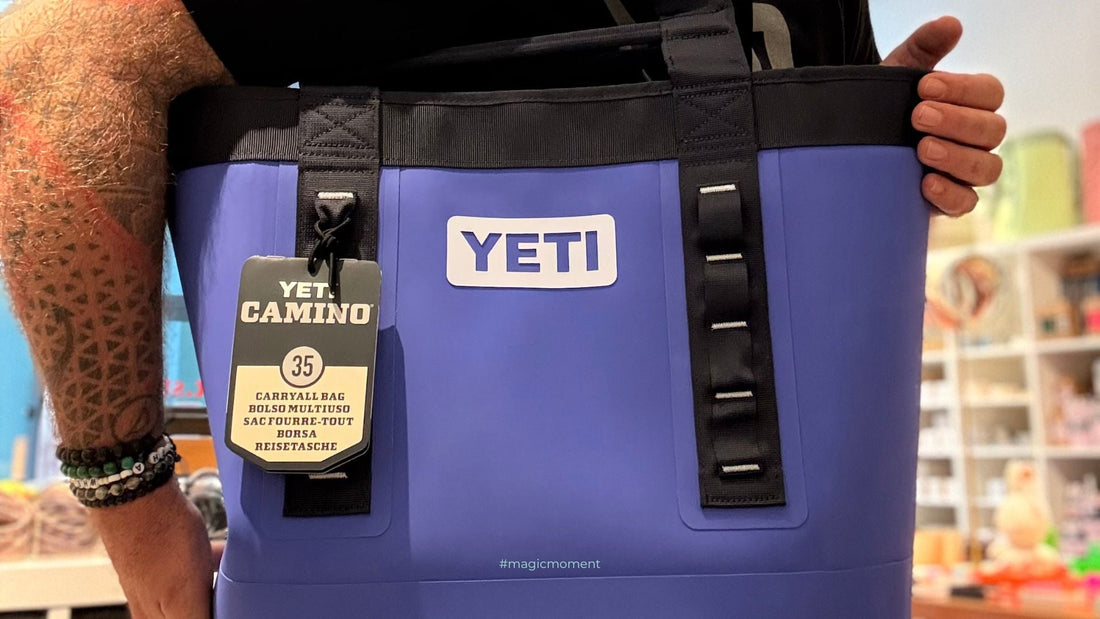 YETI
YETI
CAMINO
35
CARRYALL BAG
BOLSO MULTIUSO
SAC FOURRE-TOUT
BORSA
REISETASCHE
#magicmoment